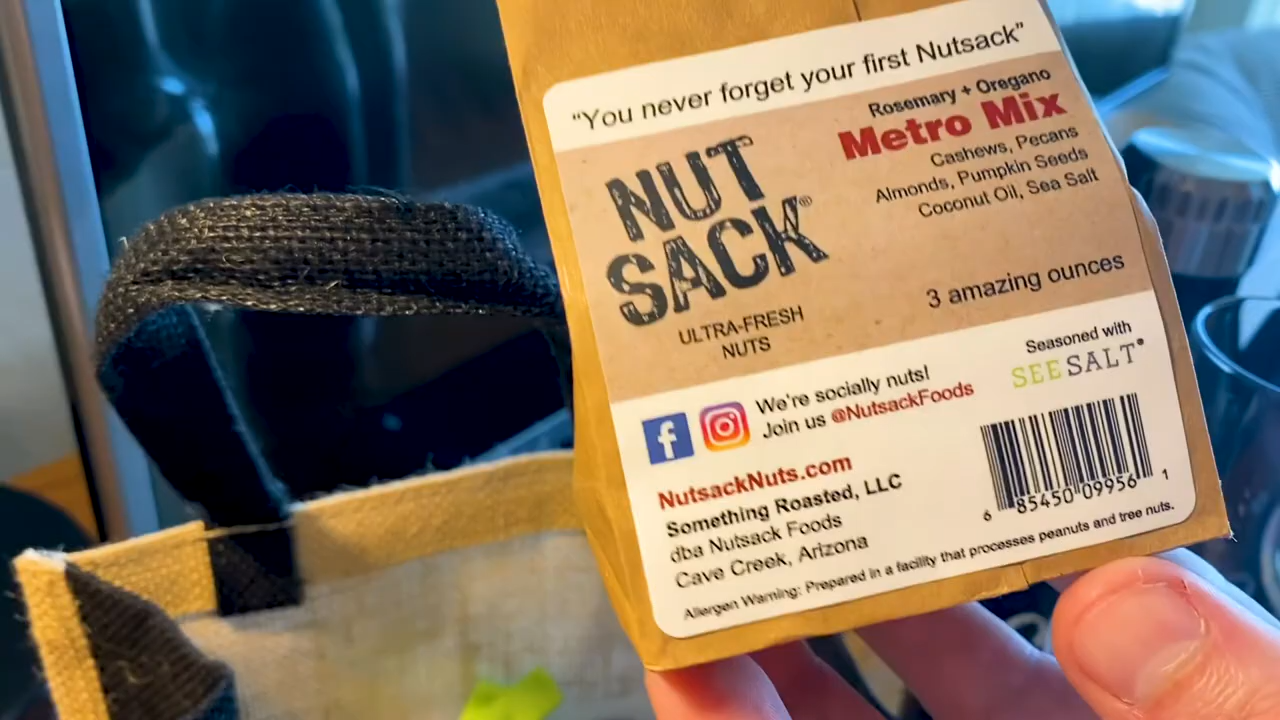 "You never forget your first Nutsack"
NUT
SACK®
ULTRA-FRESH
NUTS
Rosemary + Oregano
Metro Mix
Cashews, Pecans
Almonds, Pumpkin Seeds
Coconut Oil, Sea Salt
3 amazing ounces
Seasoned with
SEE SALT
f
We're socially nuts!
Join us @NutsackFoods
NutsackNuts.com
Something Roasted, LLC
dba Nutsack Foods
Cave Creek, Arizona
6 85450 09956 1
Allergen Warning: Prepared in a facility that processes peanuts and tree nuts.